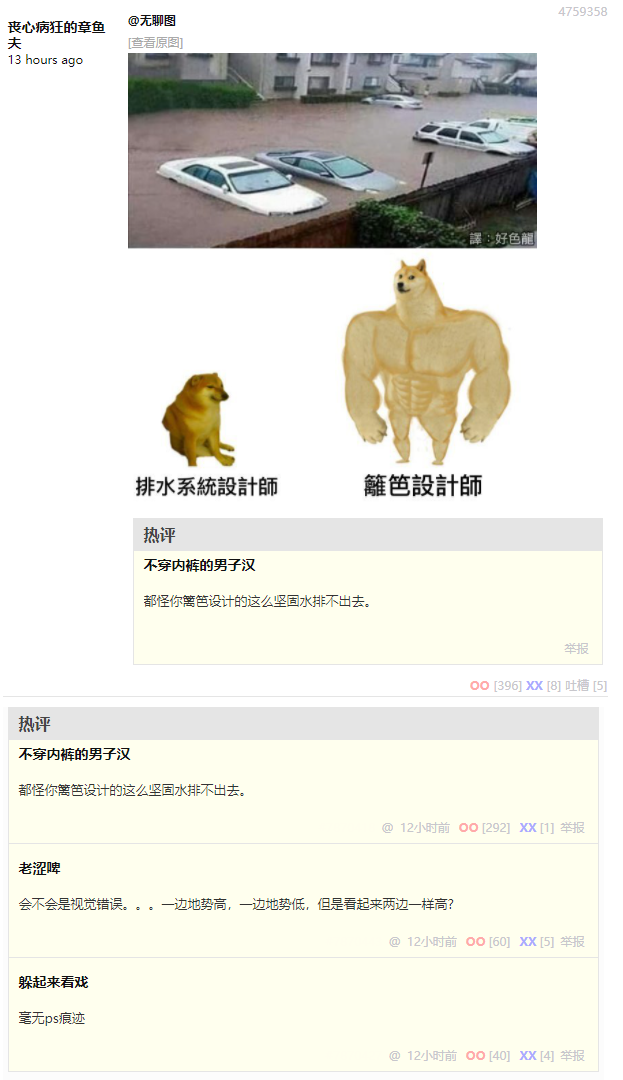 4759358
丧心病狂的章鱼
夫
13 hours ago
@无聊图
[查看原图]
譯：好色龍
排水系統設計師
籬笆設計師
热评
不穿内裤的男子汉
都怪你篱笆设计的这么坚固水排不出去。
举报
OO [396] XX [8] 吐槽 [5]
热评
不穿内裤的男子汉
都怪你篱笆设计的这么坚固水排不出去。
@ 12小时前 OO [292] XX [1] 举报
老涩啤
会不会是视觉错误。。。一边地势高，一边地势低，但是看起来两边一样高？
@ 12小时前 OO [60] XX [5] 举报
躲起来看戏
毫无ps痕迹
@ 12小时前 OO [40] XX [4] 举报